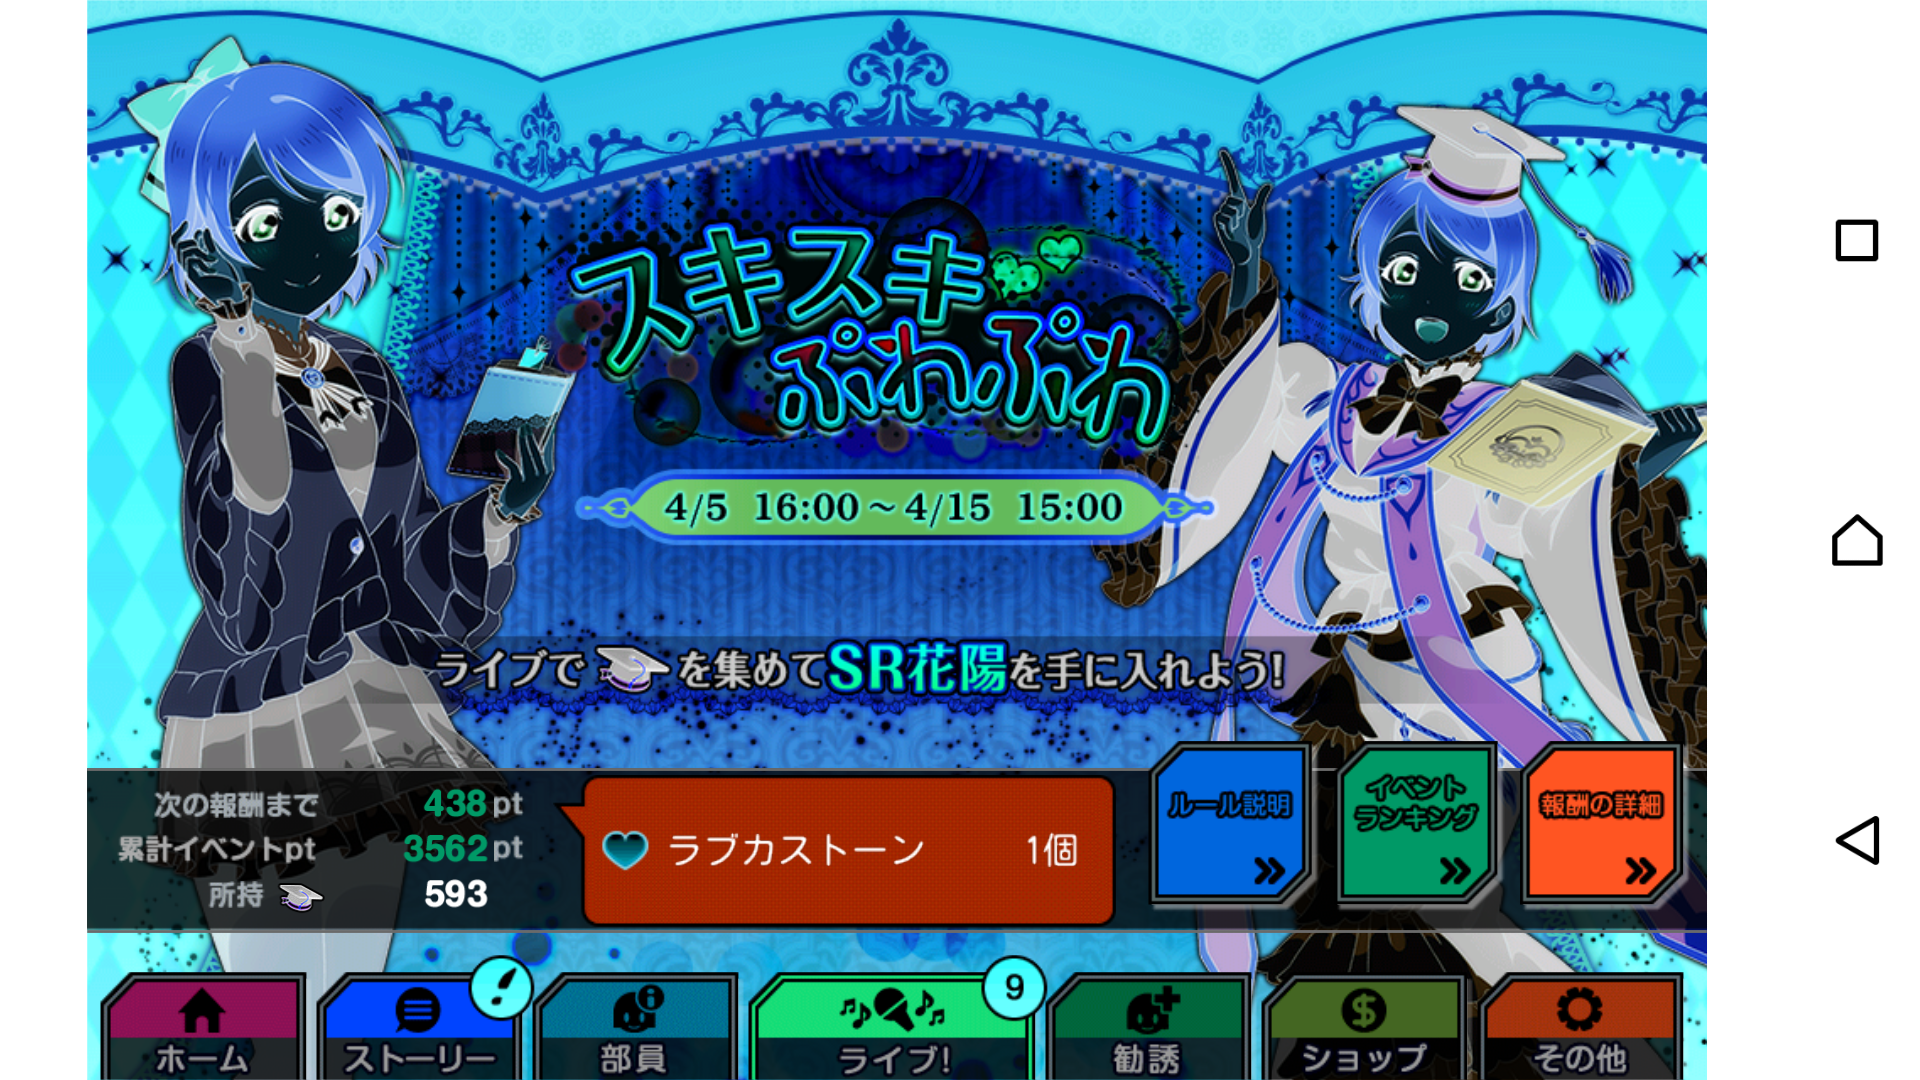 スキスキ
ぷわぷわ
4/5 16:00～4/15 15:00
ライブで を集めてSR花陽を手に入れよう!
次の報酬まで 438pt
累計イベントpt 3562pt
所持 593
ラブカストーン 1個
ルール説明
イベント
ランキング
報酬の詳細
ホーム
ストーリー
部員
9
ライブ!
勧誘
ショップ
その他